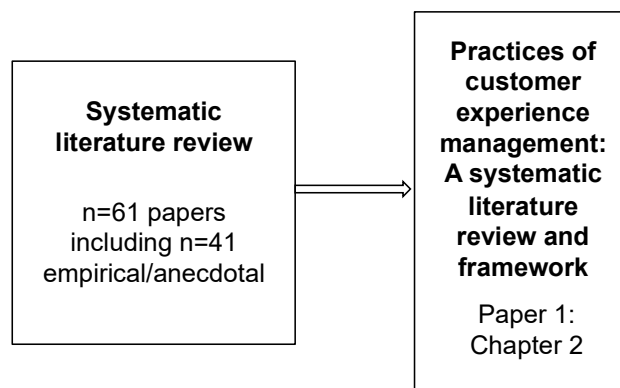 Systematic
literature review
n=61 papers
including n=41
empirical/anecdotal
Practices of
customer
experience
management:
A systematic
literature
review and
framework
Paper 1:
Chapter 2